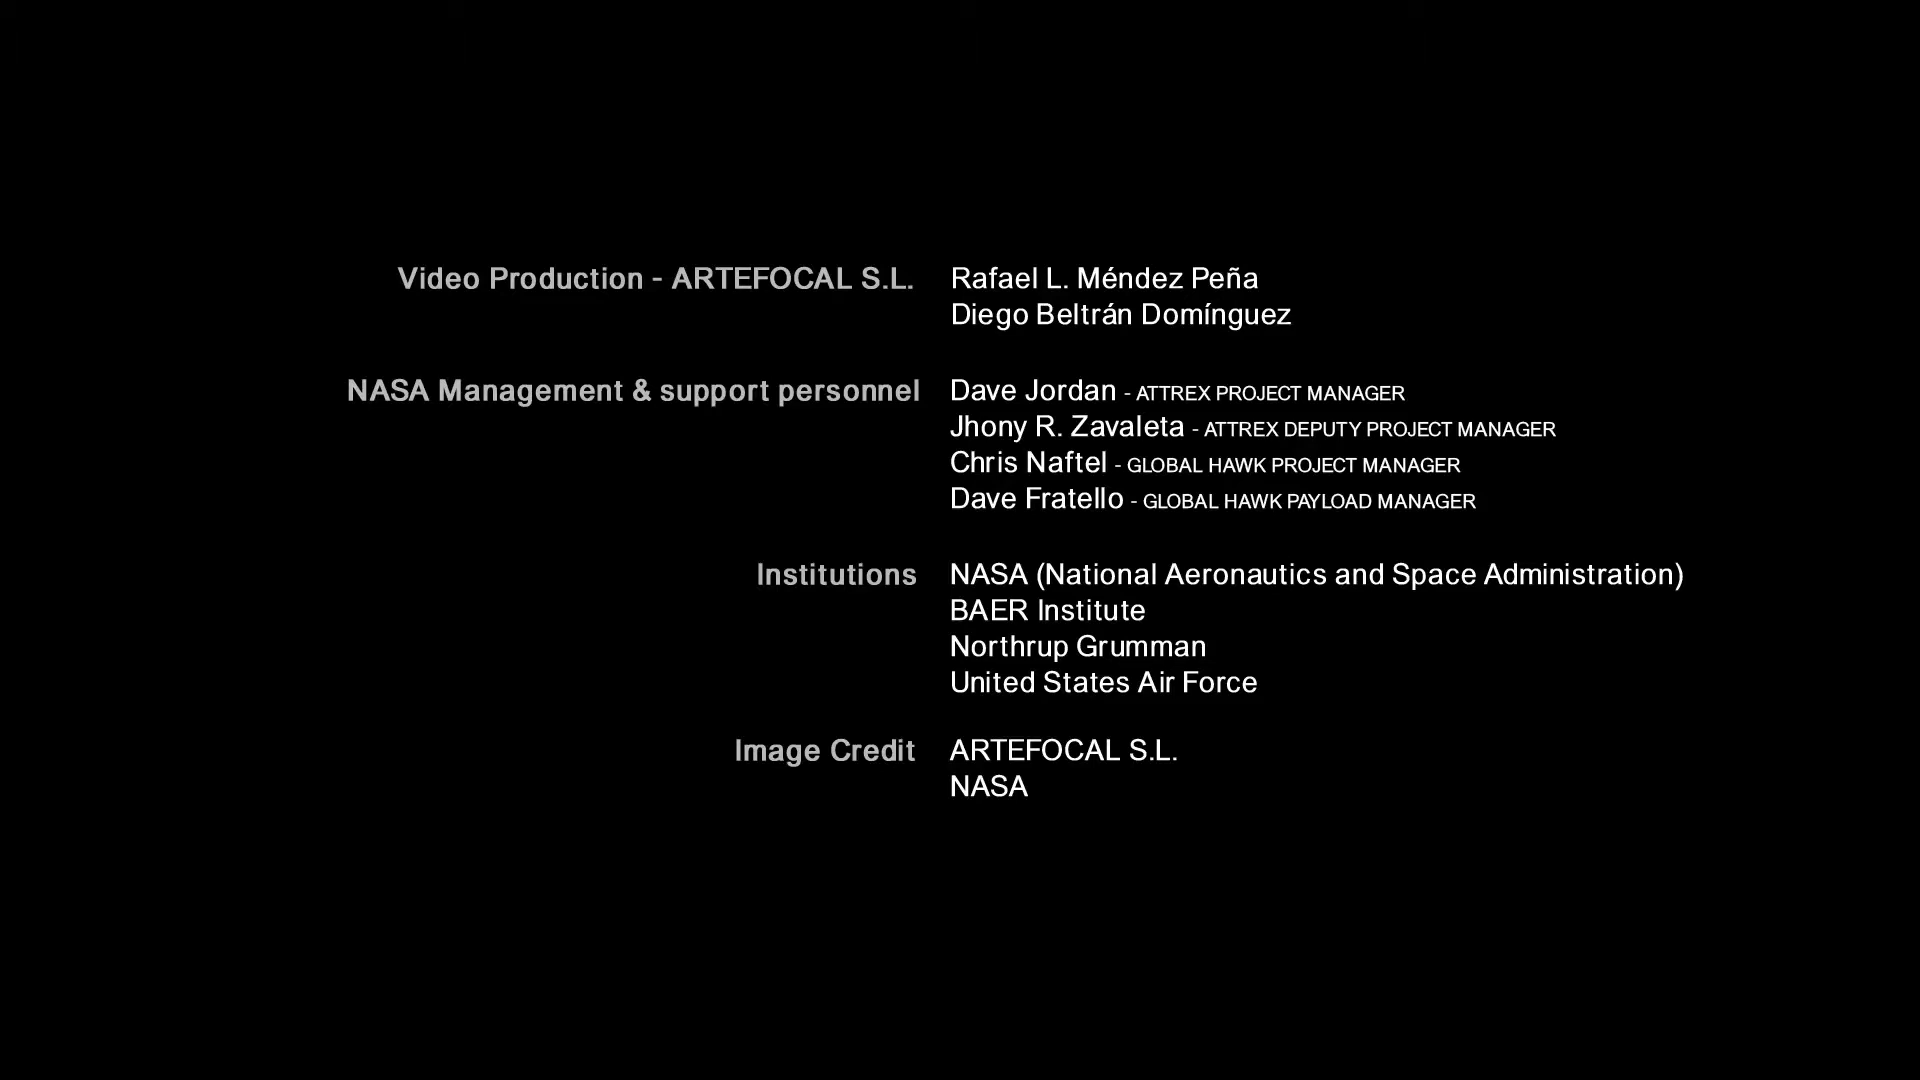 Video Production - ARTEFOCAL S.L. Rafael L. Méndez Peña
Diego Beltrán Domínguez
NASA Management & support personnel Dave Jordan - ATTREX PROJECT MANAGER
Jhony R. Zavaleta - ATTREX DEPUTY PROJECT MANAGER
Chris Naftel - GLOBAL HAWK PROJECT MANAGER
Dave Fratello - GLOBAL HAWK PAYLOAD MANAGER
Institutions NASA (National Aeronautics and Space Administration)
BAER Institute
Northrup Grumman
United States Air Force
Image Credit ARTEFOCAL S.L.
NASA